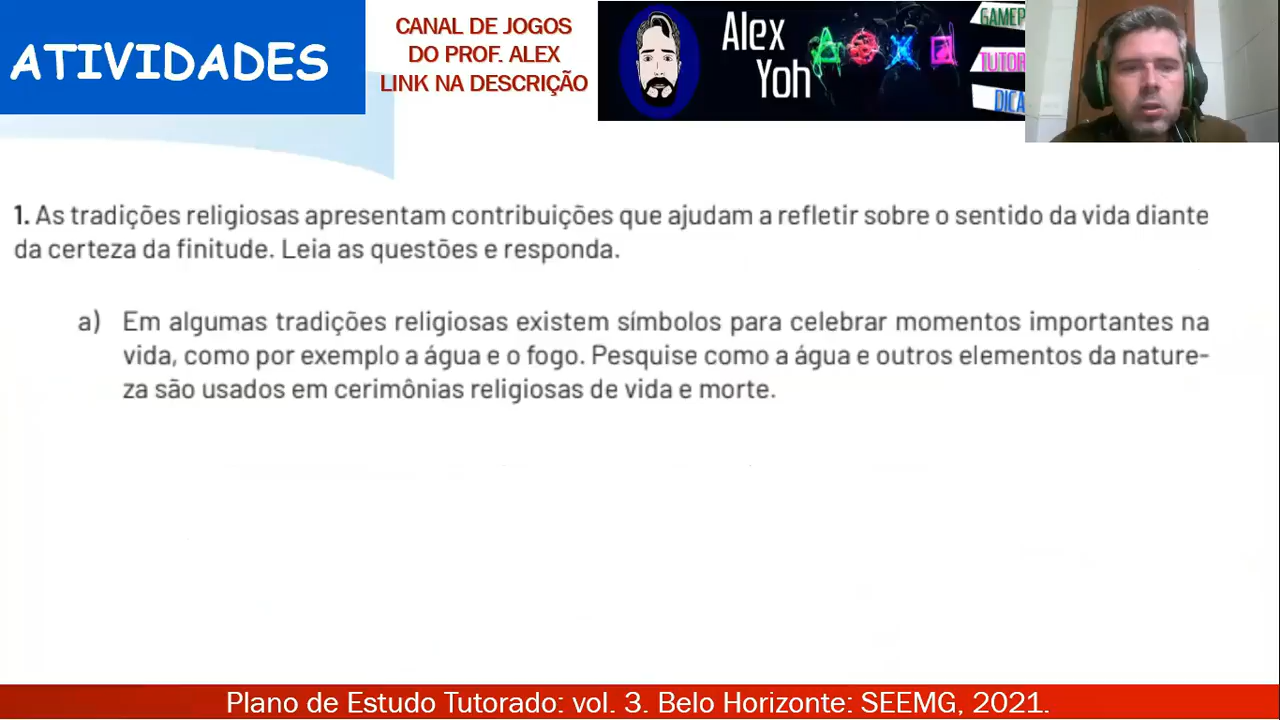 ATIVIDADES
CANAL DE JOGOS
DO PROF. ALEX
LINK NA DESCRIÇÃO
Alex
Yoh
GAMEP
TUTOR
DICA
1. As tradições religiosas apresentam contribuições que ajudam a refletir sobre o sentido da vida diante
da certeza da finitude. Leia as questões e responda.
a) Em algumas tradições religiosas existem símbolos para celebrar momentos importantes na
vida, como por exemplo a água e o fogo. Pesquise como a água e outros elementos da nature-
za são usados em cerimônias religiosas de vida e morte.
Plano de Estudo Tutorado: vol. 3. Belo Horizonte: SEEMG, 2021.